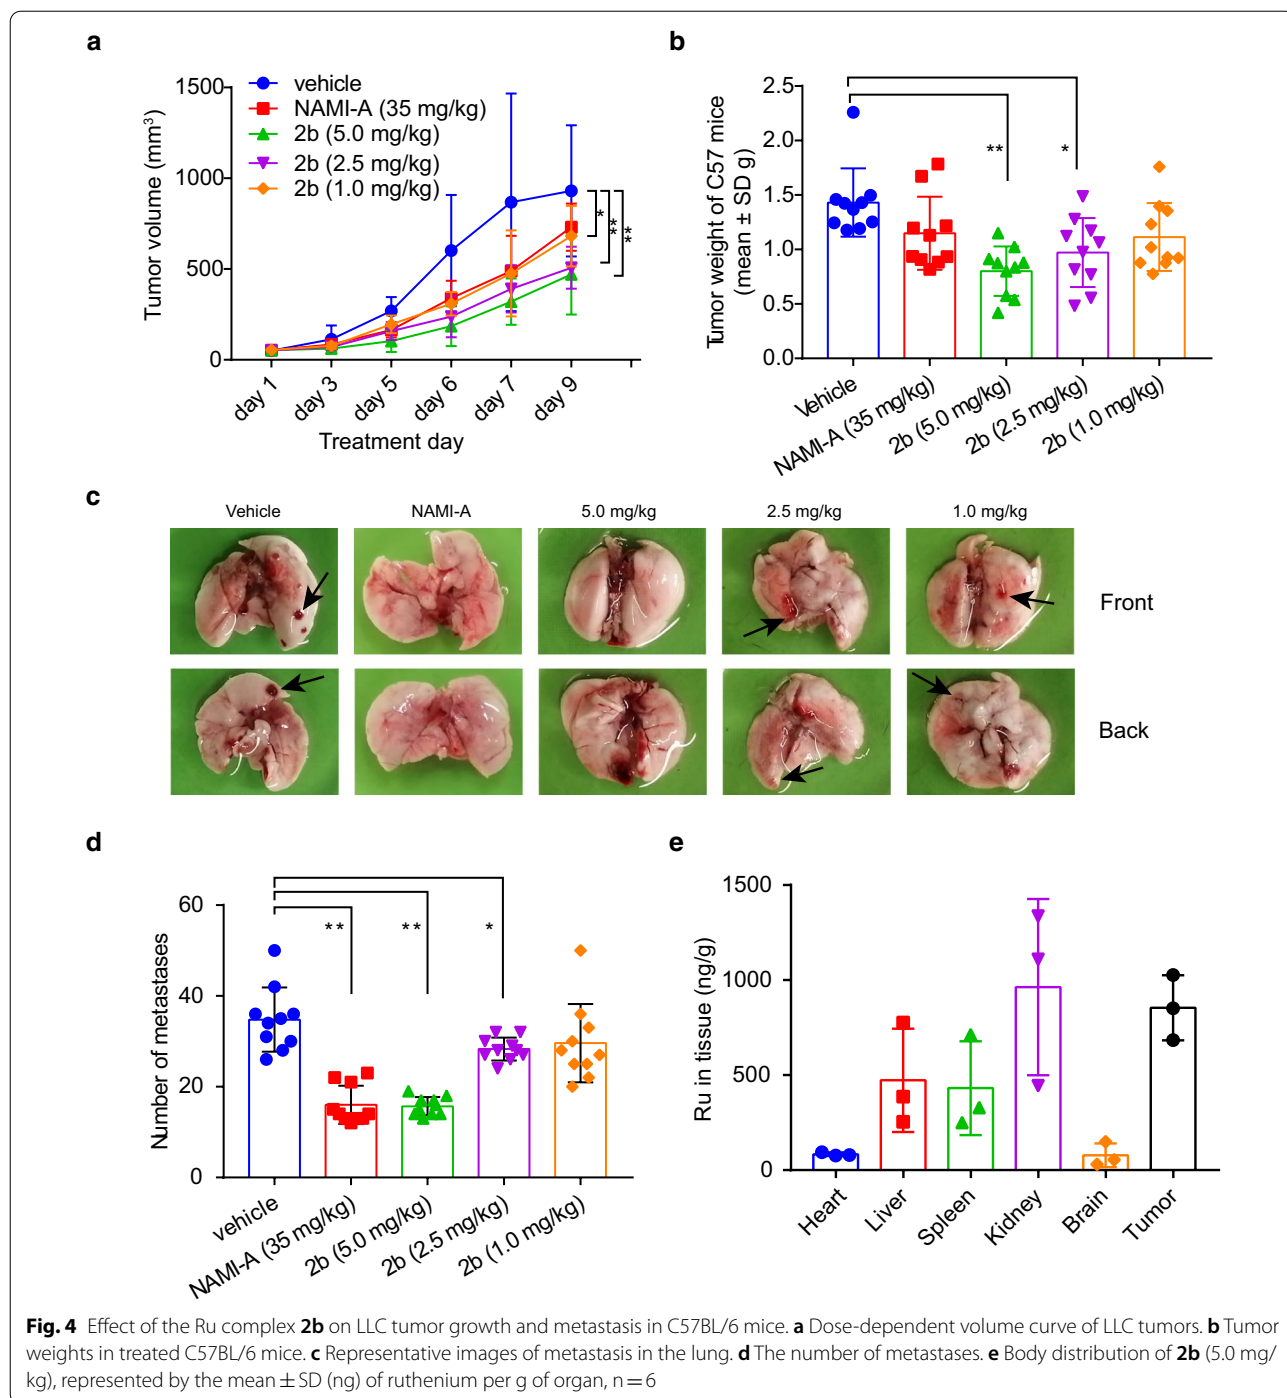 a
Tumor volume (mm³)
1500
1000
500
0
vehicle
NAMI-A (35 mg/kg)
2b (5.0 mg/kg)
2b (2.5 mg/kg)
2b (1.0 mg/kg)
*
**
**
day 1
day 3
day 5
day 6
day 7
day 9
Treatment day
b
Tumor weight of C57 mice
(mean ± SD g)
2.5
2.0
1.5
1.0
0.5
0.0
**
*
Vehicle
NAMI-A (35 mg/kg)
2b (5.0 mg/kg)
2b (2.5 mg/kg)
2b (1.0 mg/kg)
c
Vehicle
NAMI-A
5.0 mg/kg
2.5 mg/kg
1.0 mg/kg
Front
Back
d
Number of metastases
60
40
20
0
**
**
*
vehicle
NAMI-A (35 mg/kg)
2b (5.0 mg/kg)
2b (2.5 mg/kg)
2b (1.0 mg/kg)
e
Ru in tissue (ng/g)
1500
1000
500
0
Heart
Liver
Spleen
Kidney
Brain
Tumor
Fig. 4 Effect of the Ru complex 2b on LLC tumor growth and metastasis in C57BL/6 mice. a Dose-dependent volume curve of LLC tumors. b Tumor
weights in treated C57BL/6 mice. c Representative images of metastasis in the lung. d The number of metastases. e Body distribution of 2b (5.0 mg/
kg), represented by the mean ± SD (ng) of ruthenium per g of organ, n = 6